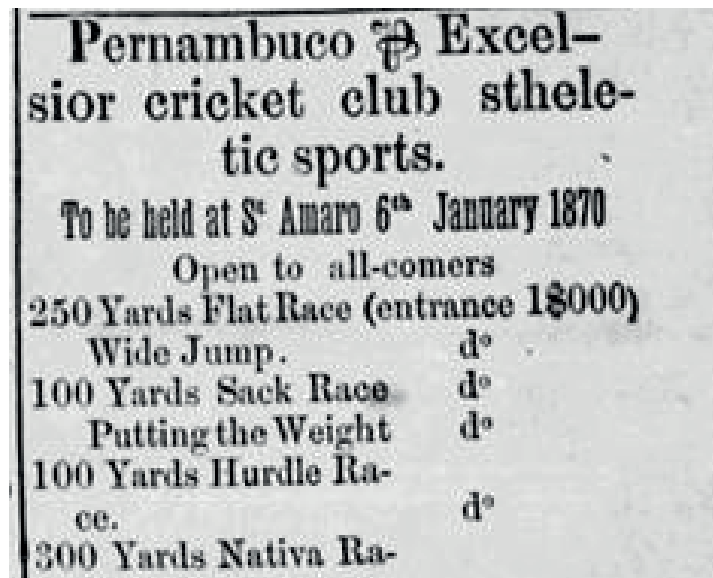 Pernambuco & Excel-
sior cricket club sthele-
tic sports.
To be held at St Amaro 6th January 1870
Open to all-comers
250 Yards Flat Race (entrance 1$000)
Wide Jump. do
100 Yards Sack Race do
Putting the Weight do
100 Yards Hurdle Ra-
ce. do
300 Yards Nativa Ra-